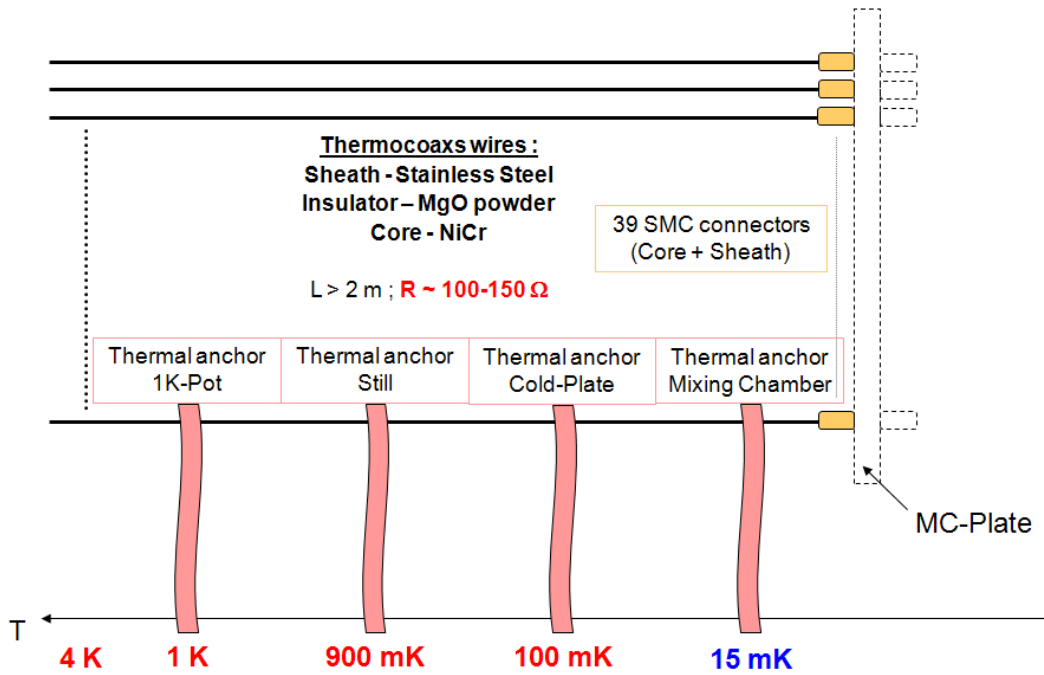 Thermocoaxs wires :
Sheath - Stainless Steel
Insulator – MgO powder
Core - NiCr
39 SMC connectors
(Core + Sheath)
L > 2 m ; R ~ 100-150 Ω
Thermal anchor
1K-Pot
Thermal anchor
Still
Thermal anchor
Cold-Plate
Thermal anchor
Mixing Chamber
MC-Plate
T
4 K
1 K
900 mK
100 mK
15 mK